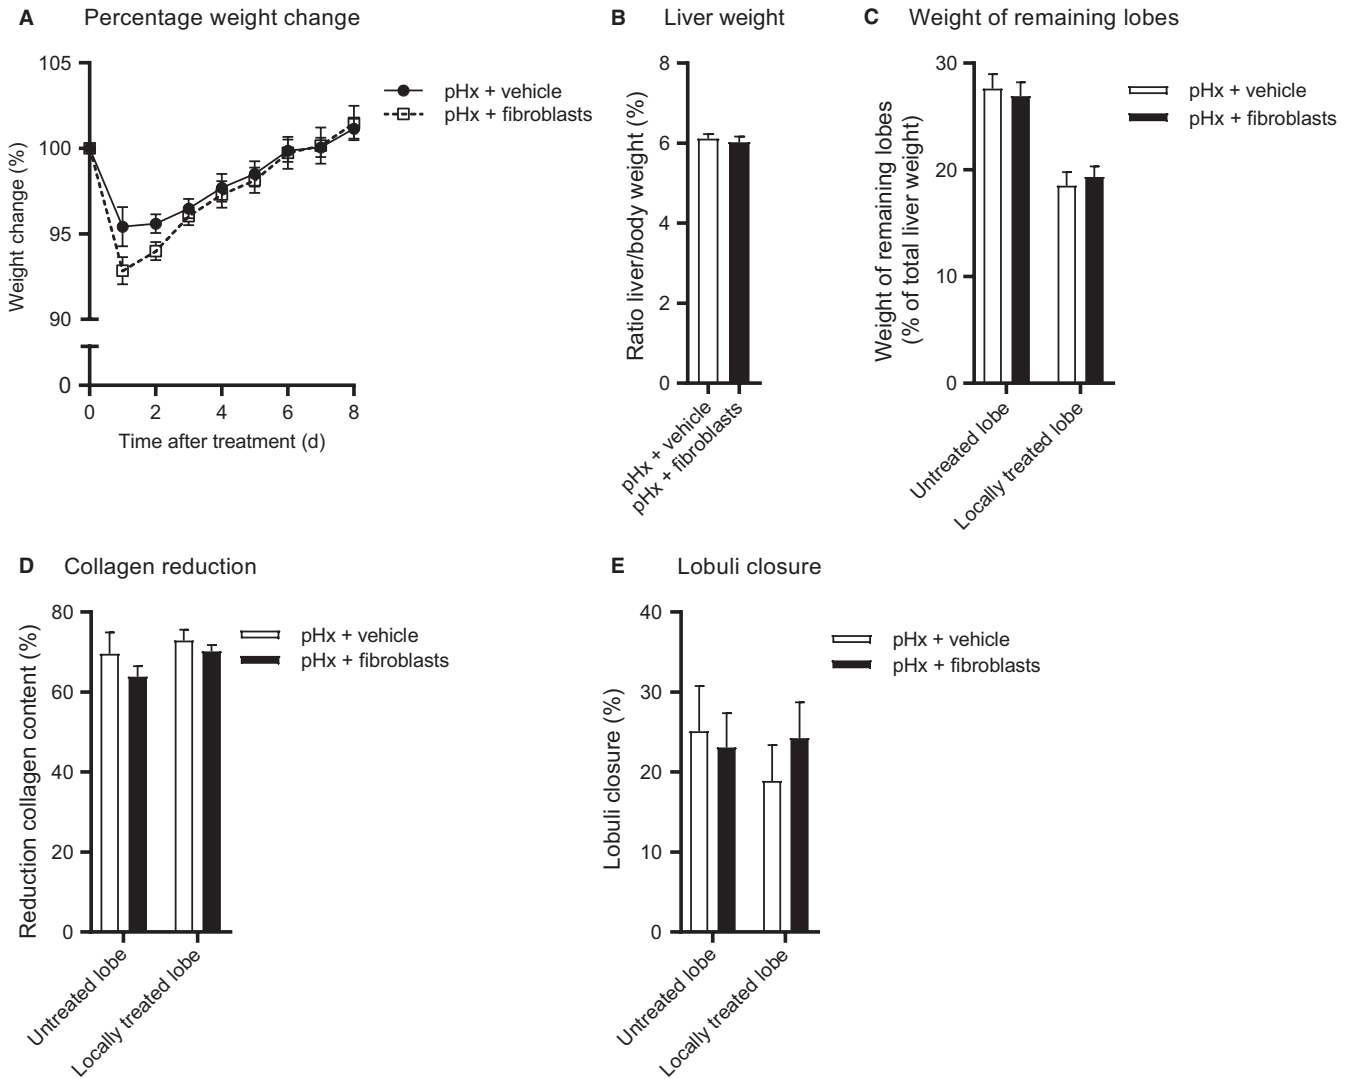 A Percentage weight change
105
100
95
90
0
Weight change (%)
0 2 4 6 8
Time after treatment (d)
pHx + vehicle
pHx + fibroblasts
B Liver weight
8
6
4
2
0
Ratio liver/body weight (%)
pHx + vehicle
pHx + fibroblasts
C Weight of remaining lobes
30
20
10
0
Weight of remaining lobes
(% of total liver weight)
Untreated lobe
Locally treated lobe
pHx + vehicle
pHx + fibroblasts
D Collagen reduction
80
60
40
20
0
Reduction collagen content (%)
Untreated lobe
Locally treated lobe
pHx + vehicle
pHx + fibroblasts
E Lobuli closure
40
30
20
10
0
Lobuli closure (%)
Untreated lobe
Locally treated lobe
pHx + vehicle
pHx + fibroblasts